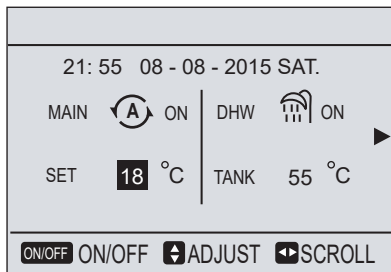 21: 55 08 - 08 - 2015 SAT.
MAIN A ON DHW ON
SET 18 °C TANK 55 °C
ON/OFF ON/OFF ADJUST SCROLL